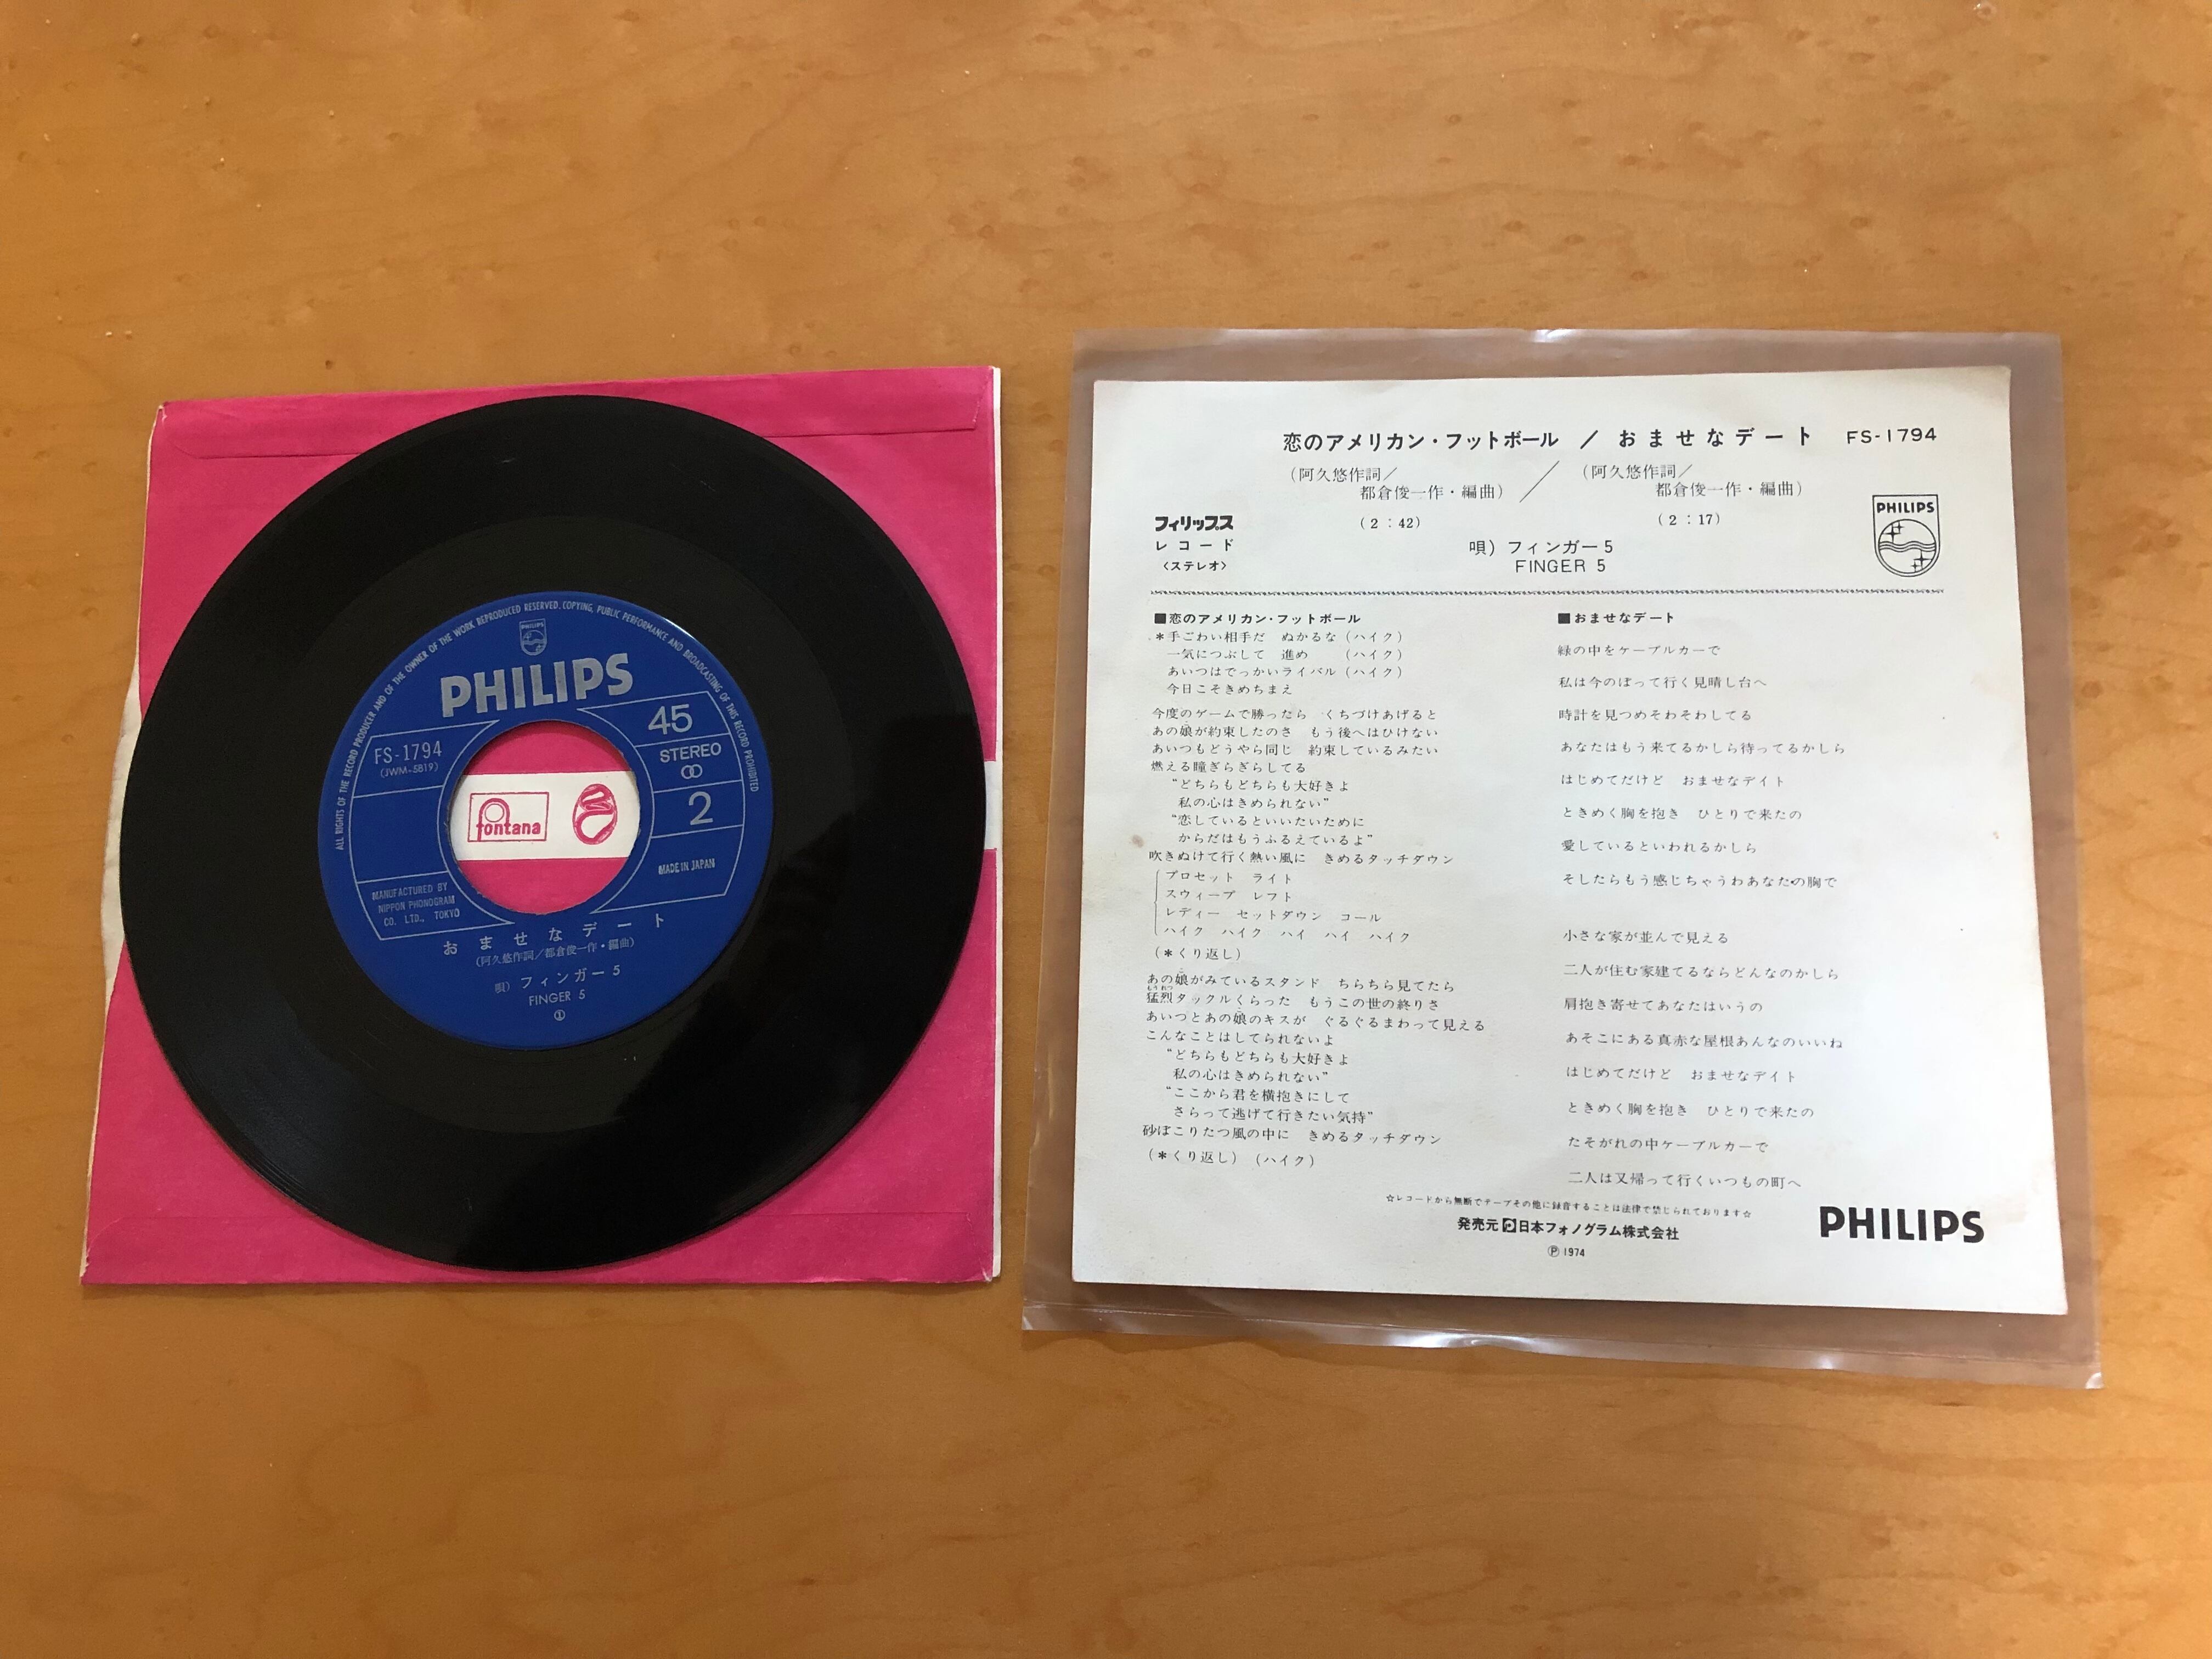 ALL RIGHTS OF THE RECORD PRODUCER AND OF THE OWNER OF THE WORK REPRODUCED RESERVED. COPYING, PUBLIC PERFORMANCE AND BROADCASTING OF THIS RECORD PROHIBITED
PHILIPS
PHILIPS
FS-1794
(JWM-5819)
45
STEREO
2
MADE IN JAPAN
MANUFACTURED BY
NIPPON PHONOGRAM
CO. LTD., TOKYO
fontana
おませなデート
(阿久悠作詞/都倉俊一作・編曲)
唄)フィンガー5
FINGER 5
①
恋のアメリカン・フットボール / おませなデート FS-1794
(阿久悠作詞/
都倉俊一作・編曲)
(2:42)
(阿久悠作詞/
都倉俊一作・編曲)
(2:17)
フィリップス
レコード
〈ステレオ〉
唄)フィンガー5
FINGER 5
PHILIPS
■恋のアメリカン・フットボール
*手ごわい相手だ ぬかるな(ハイク)
一気につぶして 進め (ハイク)
あいつはでっかいライバル(ハイク)
今日こそきめちまえ
今度のゲームで勝ったら くちづけあげると
あの娘が約束したのさ もう後へはひけない
あいつもどうやら同じ 約束しているみたい
燃える瞳ぎらぎらしてる
“どちらもどちらも大好きよ
私の心はきめられない”
“恋しているといいたいために
からだはもうふるえているよ”
吹きぬけて行く熱い風に きめるタッチダウン
プロセット ライト
スウィープ レフト
レディー セットダウン コール
ハイク ハイク ハイ ハイ ハイク
(*くり返し)
あの娘がみているスタンド ちらちら見てたら
もうれつ
猛烈タックルくらった もうこの世の終りさ
あいつとあの娘のキスが ぐるぐるまわって見える
こんなことはしてられないよ
“どちらもどちらも大好きよ
私の心はきめられない”
“ここから君を横抱きにして
さらって逃げて行きたい気持”
砂ぼこりたつ風の中に きめるタッチダウン
(*くり返し)(ハイク)
■おませなデート
緑の中をケーブルカーで
私は今のぼって行く見晴し台へ
時計を見つめそわそわしてる
あなたはもう来てるかしら待ってるかしら
はじめてだけど おませなデイト
ときめく胸を抱き ひとりで来たの
愛しているといわれるかしら
そしたらもう感じちゃうわあなたの胸で
小さな家が並んで見える
二人が住む家建てるならどんなのかしら
肩抱き寄せてあなたはいうの
あそこにある真赤な屋根あんなのいいね
はじめてだけど おませなデイト
ときめく胸を抱き ひとりで来たの
たそがれの中ケーブルカーで
二人は又帰って行くいつもの町へ
☆レコードから無断でテープその他に録音することは法律で禁じられております☆
発売元 日本フォノグラム株式会社
Ⓟ1974
PHILIPS